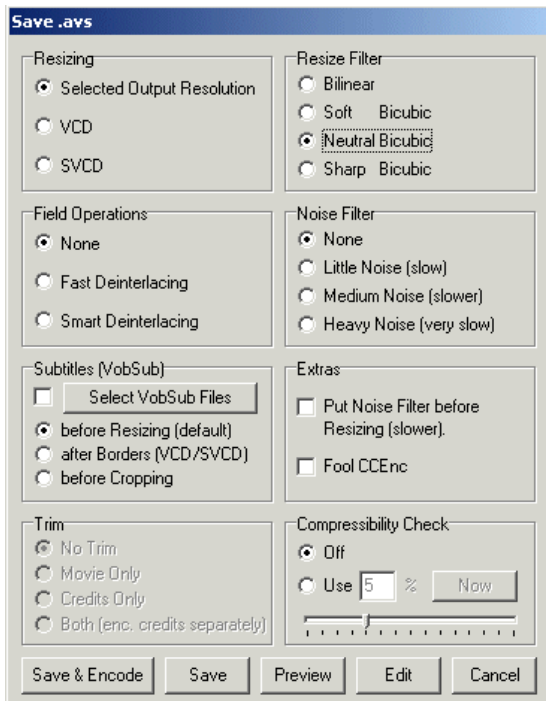 Save .avs
Resizing
Selected Output Resolution
VCD
SVCD
Resize Filter
Bilinear
Soft Bicubic
Neutral Bicubic
Sharp Bicubic
Field Operations
None
Fast Deinterlacing
Smart Deinterlacing
Noise Filter
None
Little Noise (slow)
Medium Noise (slower)
Heavy Noise (very slow)
Subtitles (VobSub)
Select VobSub Files
before Resizing (default)
after Borders (VCD/SVCD)
before Cropping
Extras
Put Noise Filter before
Resizing (slower).
Fool CCEnc
Trim
No Trim
Movie Only
Credits Only
Both (enc. credits separately)
Compressibility Check
Off
Use 5 % Now
Save & Encode Save Preview Edit Cancel